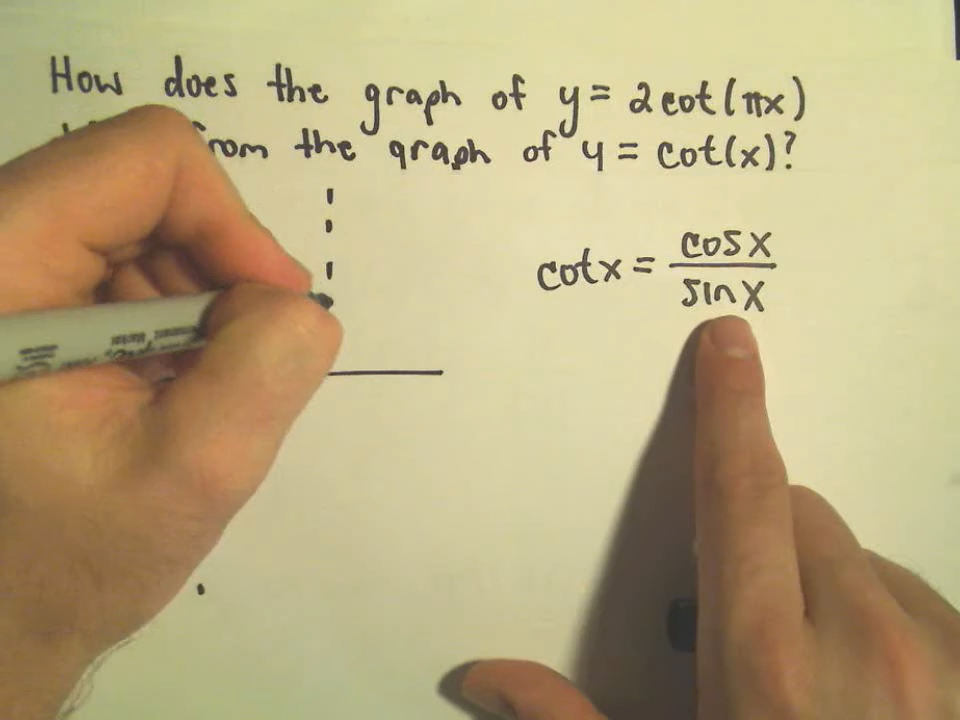 How does the graph of y = 2cot(πx)
from the graph of y = cot(x)?
cotx = cosx
sinx